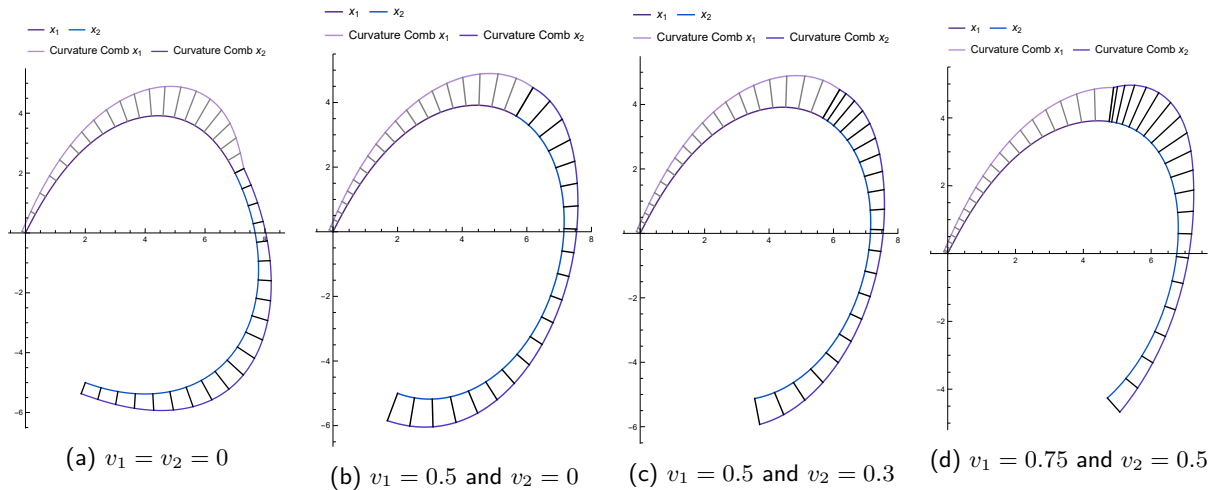 x1 x2
Curvature Comb x1 Curvature Comb x2
4
2
2 4 6 8
−2
−4
−6
(a) v1 = v2 = 0
x1 x2
Curvature Comb x1 Curvature Comb x2
4
2
2 4 6 8
−2
−4
−6
(b) v1 = 0.5 and v2 = 0
x1 x2
Curvature Comb x1 Curvature Comb x2
4
2
2 4 6 8
−2
−4
−6
(c) v1 = 0.5 and v2 = 0.3
x1 x2
Curvature Comb x1 Curvature Comb x2
4
2
2 4 6
−2
−4
(d) v1 = 0.75 and v2 = 0.5